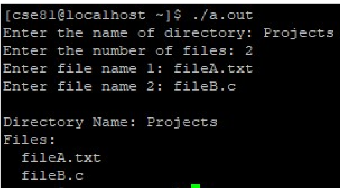 [cse81@localhost ~]$ ./a.out
Enter the name of directory: Projects
Enter the number of files: 2
Enter file name 1: fileA.txt
Enter file name 2: fileB.c
Directory Name: Projects
Files:
fileA.txt
fileB.c